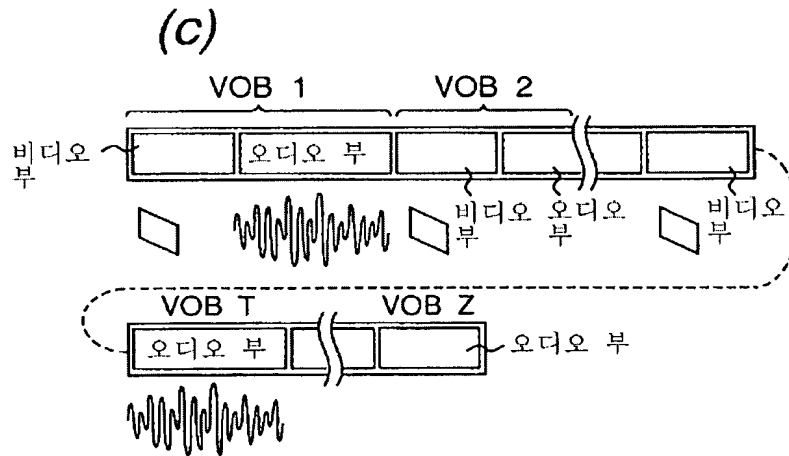 (c)
VOB 1
VOB 2
비디오
부
오디오 부
비디오
부
오디오
부
비디오
부
VOB T
VOB Z
오디오 부
오디오 부